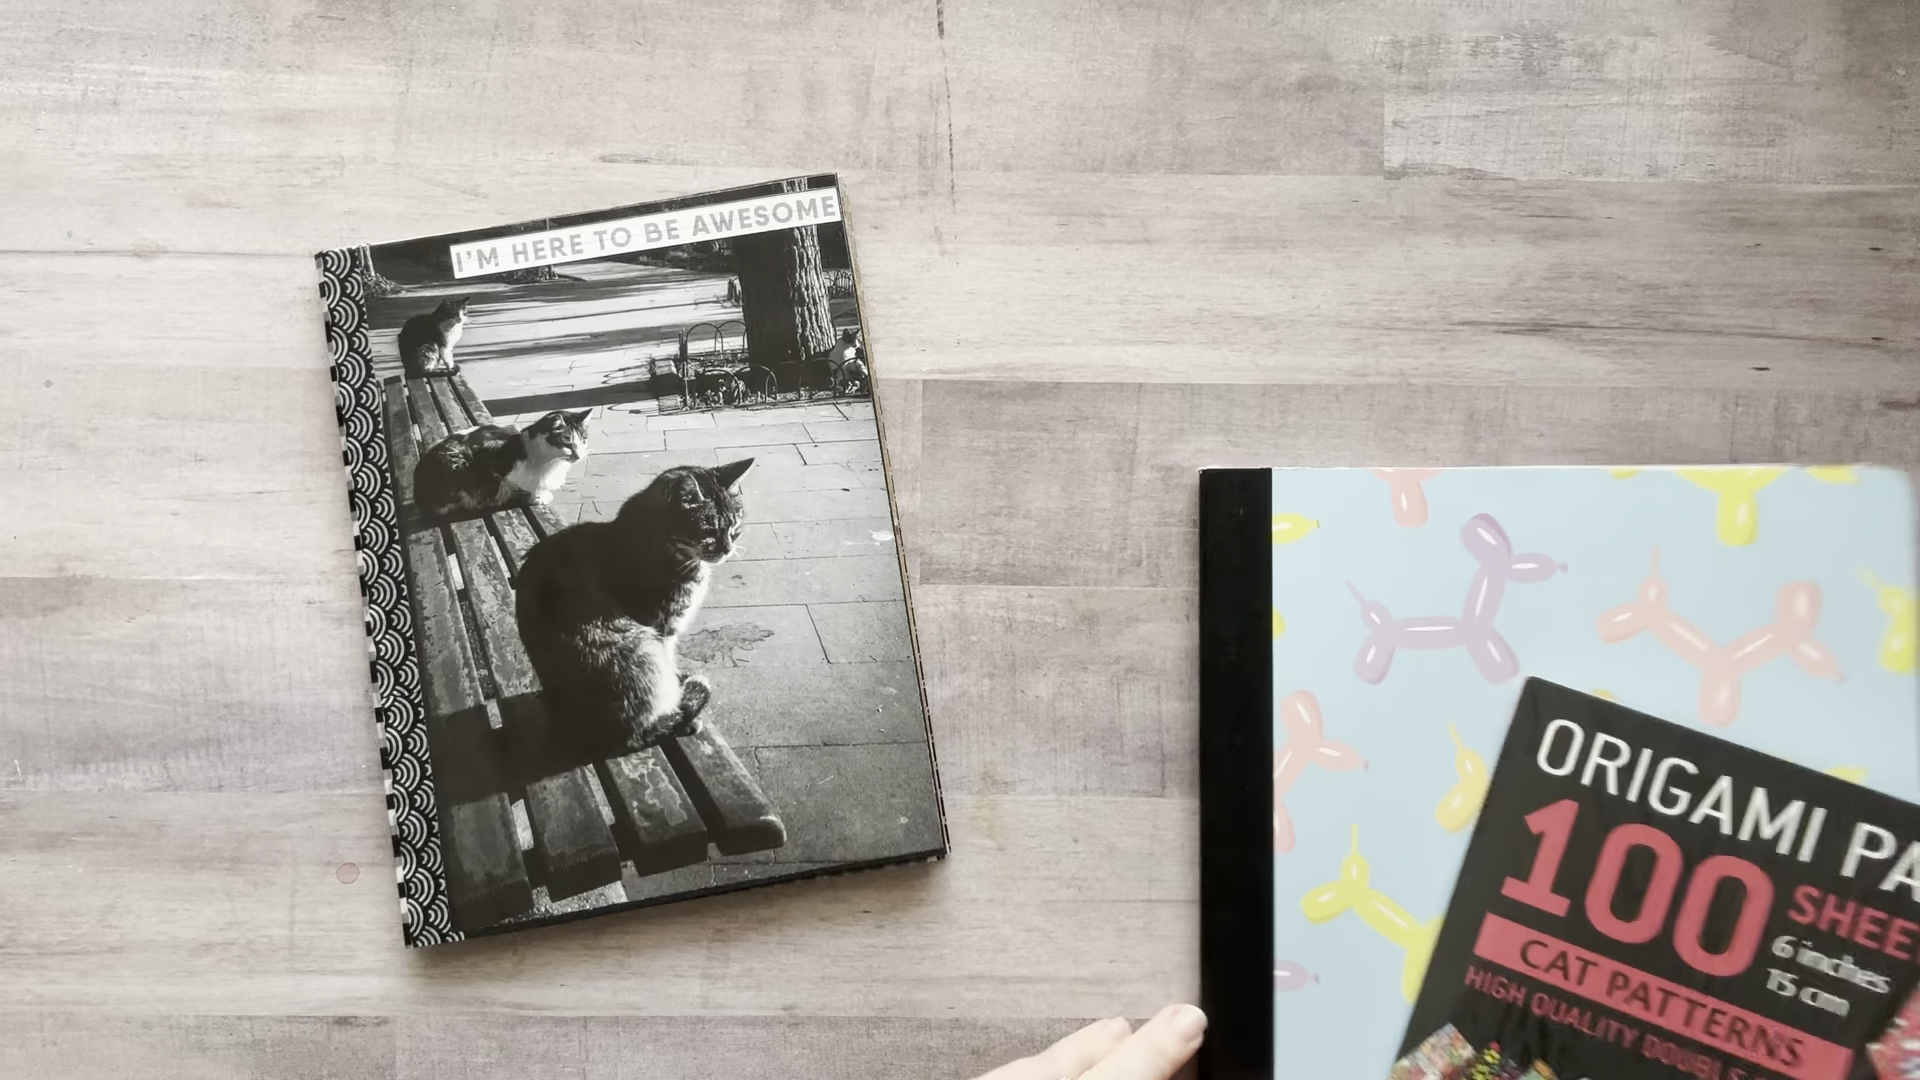 I'M HERE TO BE AWESOME
ORIGAMI PA
100 SHEE
6 inches
15 cm
CAT PATTERNS
HIGH QUALITY DOUBLE